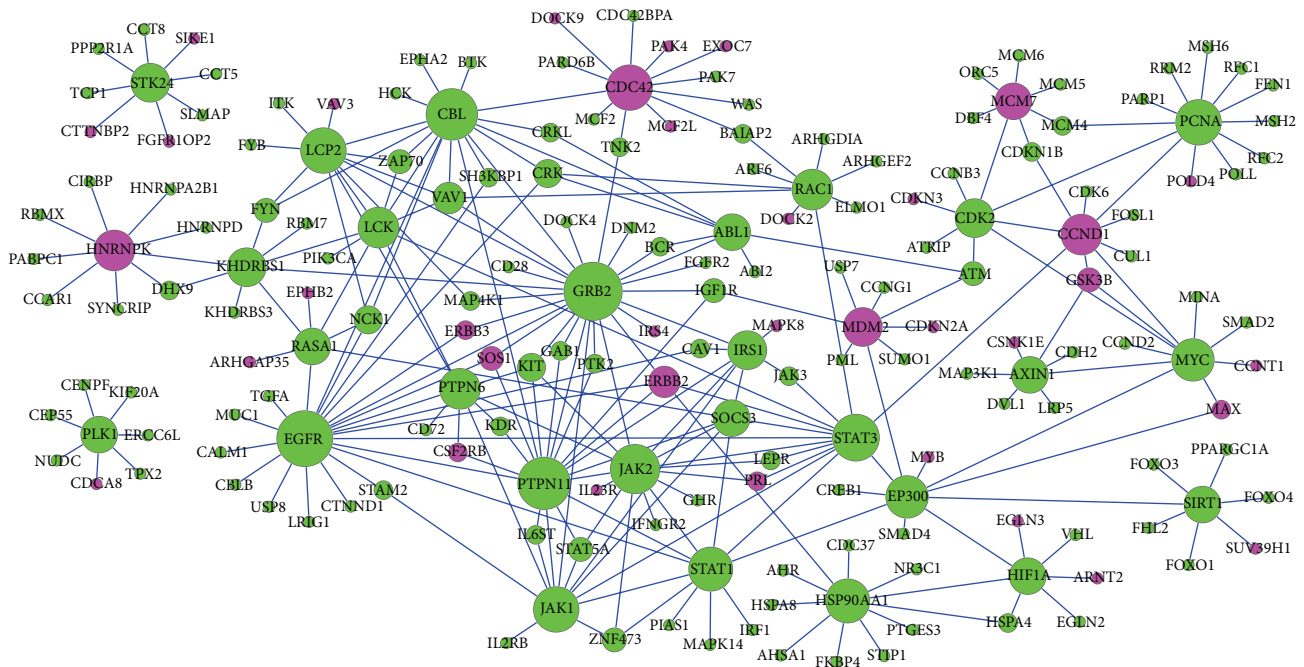 DOCK9
CDC42BPA
CCT8
SIKE1
PPP2R1A
STK24
CCT5
TCP1
SLMAP
CTTNBP2
FGFR1OP2
EPHA2
BTK
HCK
ITK
VAV3
CBL
FYB
LCP2
ZAP70
PAK4
EXOC7
PARD6B
CDC42
PAK7
MCF2
WAS
MCF2L
CRKL
TNK2
BAIAP2
ARHGDIA
ARF6
ARHGEF2
RAC1
ELMO1
DOCK2
MCM6
ORC5
MCM5
MCM7
DBF4
MCM4
CDKN1B
MSH6
RRM2
RFC1
PARP1
FEN1
PCNA
MSH2
RFC2
POLL
POLD4
CIRBP
HNRNPA2B1
RBMX
HNRNPD
HNRNPK
PABPC1
CCAR1
DHX9
SYNCRIP
FYN
RBM7
KHDRBS1
PIK3CA
KHDRBS3
EPHB2
SH3KBP1
CRK
VAV1
LCK
DOCK4
DNM2
BCR
ABL1
CD28
FGFR2
ABI2
GRB2
IGF1R
MAP4K1
NCK1
RASA1
ARHGAP35
ERBB3
SOS1
GAB1
KIT
PTK2
IRS4
CAV1
IRS1
MAPK8
JAK3
ERBB2
CCNB3
CDK6
CDKN3
CDK2
CCND1
FOSL1
ATRIP
CUL1
ATM
GSK3B
USP7
CCNG1
MDM2
CDKN2A
PML
SUMO1
MINA
SMAD2
CSNK1E
CCND2
CDH2
MYC
CCNT1
MAP3K1
AXIN1
DVL1
LRP5
MAX
CENPF
KIF20A
CEP55
PLK1
ERCC6L
NUDC
TPX2
CDCA8
TGFA
MUC1
EGFR
CALM1
CBLB
STAM2
USP8
CTNND1
LRIG1
PTPN6
CD72
KDR
CSF2RB
PTPN11
JAK2
IL23R
GHR
SOCS3
STAT3
LEPR
PRL
IL6ST
IFNGR2
STAT5A
STAT1
JAK1
IL2RB
ZNF473
PIAS1
MAPK14
IRF1
MYB
CREB1
EP300
SMAD4
PPARGC1A
FOXO3
FOXO4
SIRT1
FHL2
SUV39H1
FOXO1
EGLN3
VHL
HIF1A
ARNT2
HSPA4
EGLN2
CDC37
AHR
NR3C1
HSPA8
HSP90AA1
PTGES3
AHSA1
FKBP4
STIP1